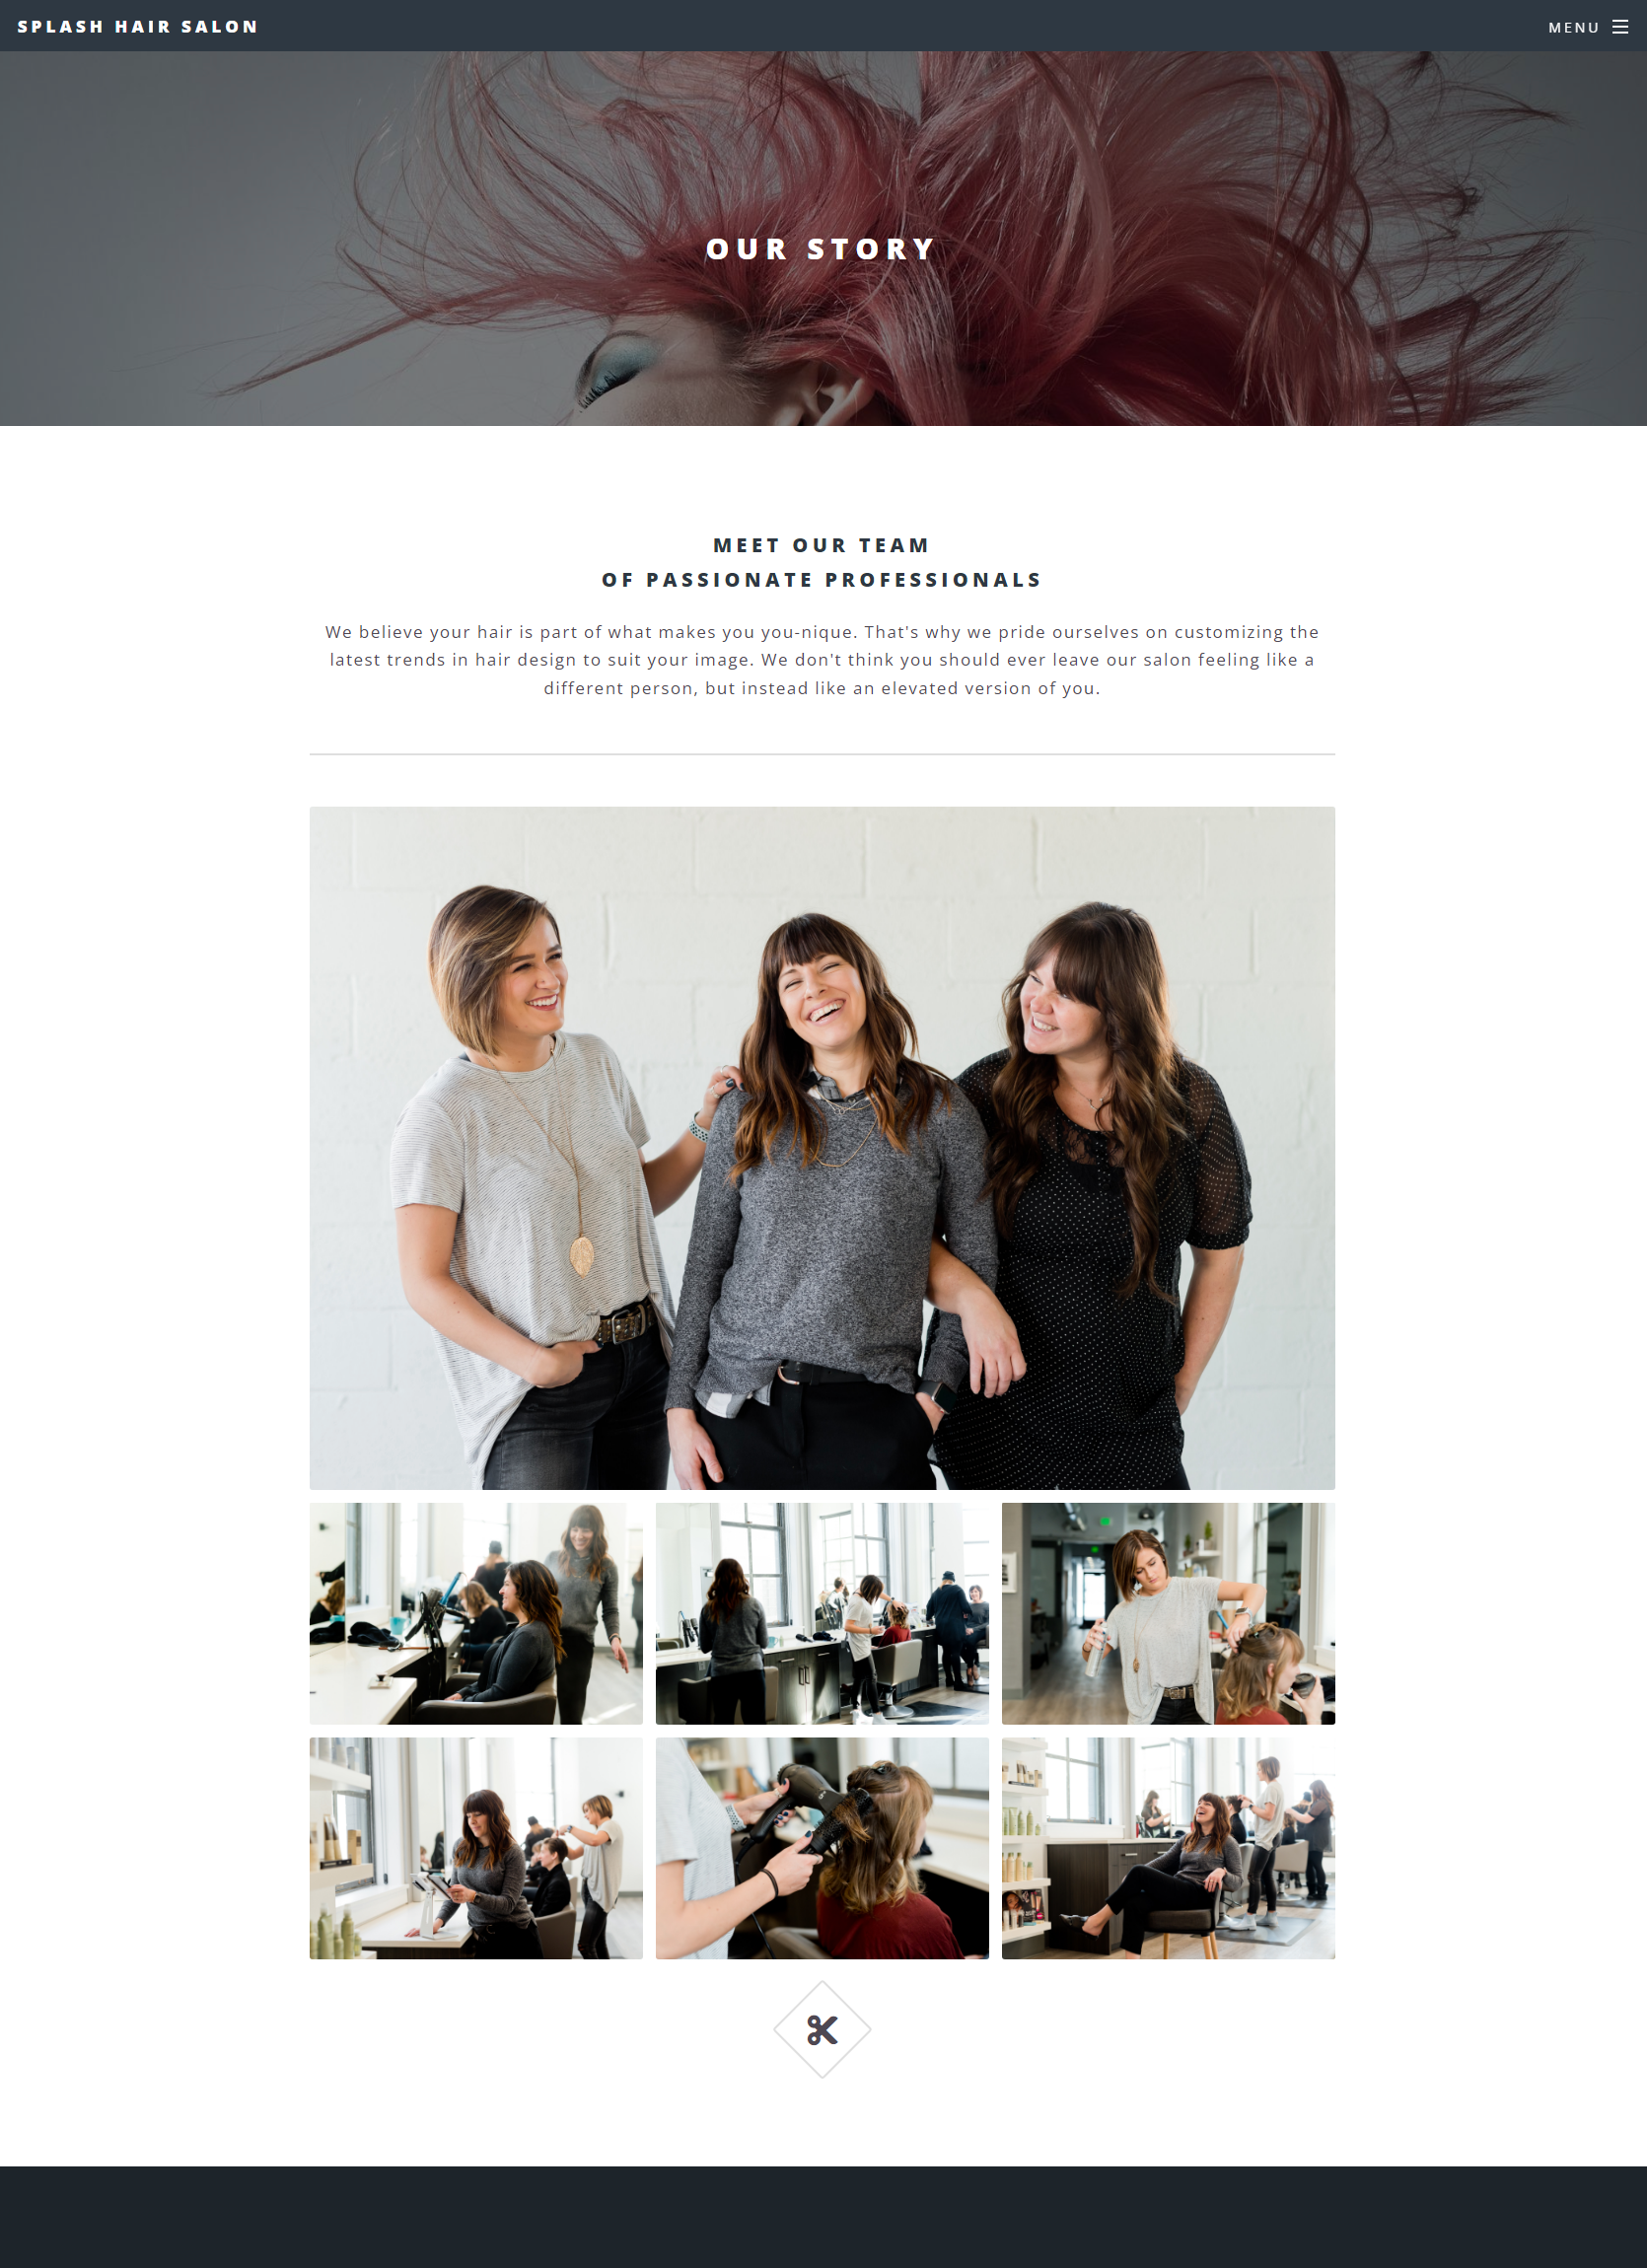 SPLASH HAIR SALON
MENU
OUR STORY
MEET OUR TEAM
OF PASSIONATE PROFESSIONALS
We believe your hair is part of what makes you you-nique. That's why we pride ourselves on customizing the
latest trends in hair design to suit your image. We don't think you should ever leave our salon feeling like a
different person, but instead like an elevated version of you.